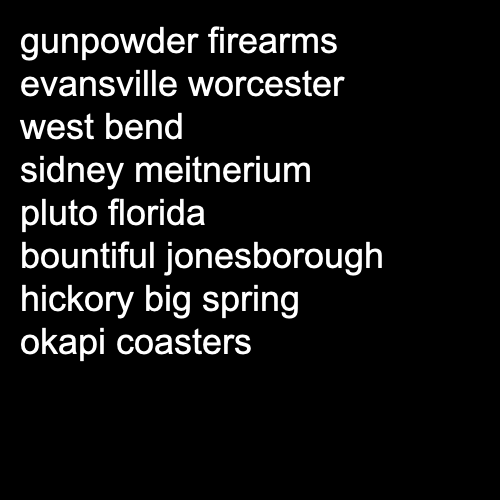 gunpowder firearms
evansville worcester
west bend
sidney meitnerium
pluto florida
bountiful jonesborough
hickory big spring
okapi coasters